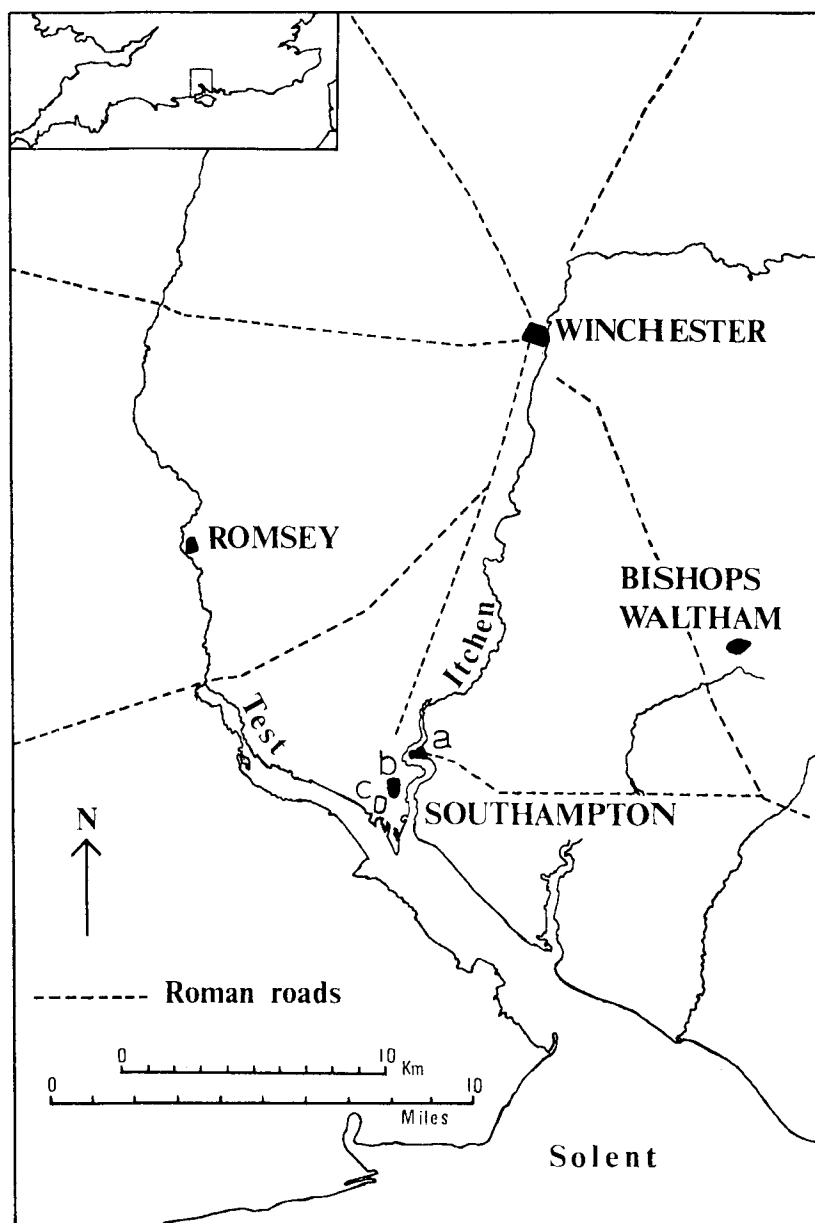 WINCHESTER
ROMSEY
BISHOPS
WALTHAM
Itchen
Test
a
b
c
SOUTHAMPTON
N
Roman roads
0 10 Km
0 10
Miles
Solent